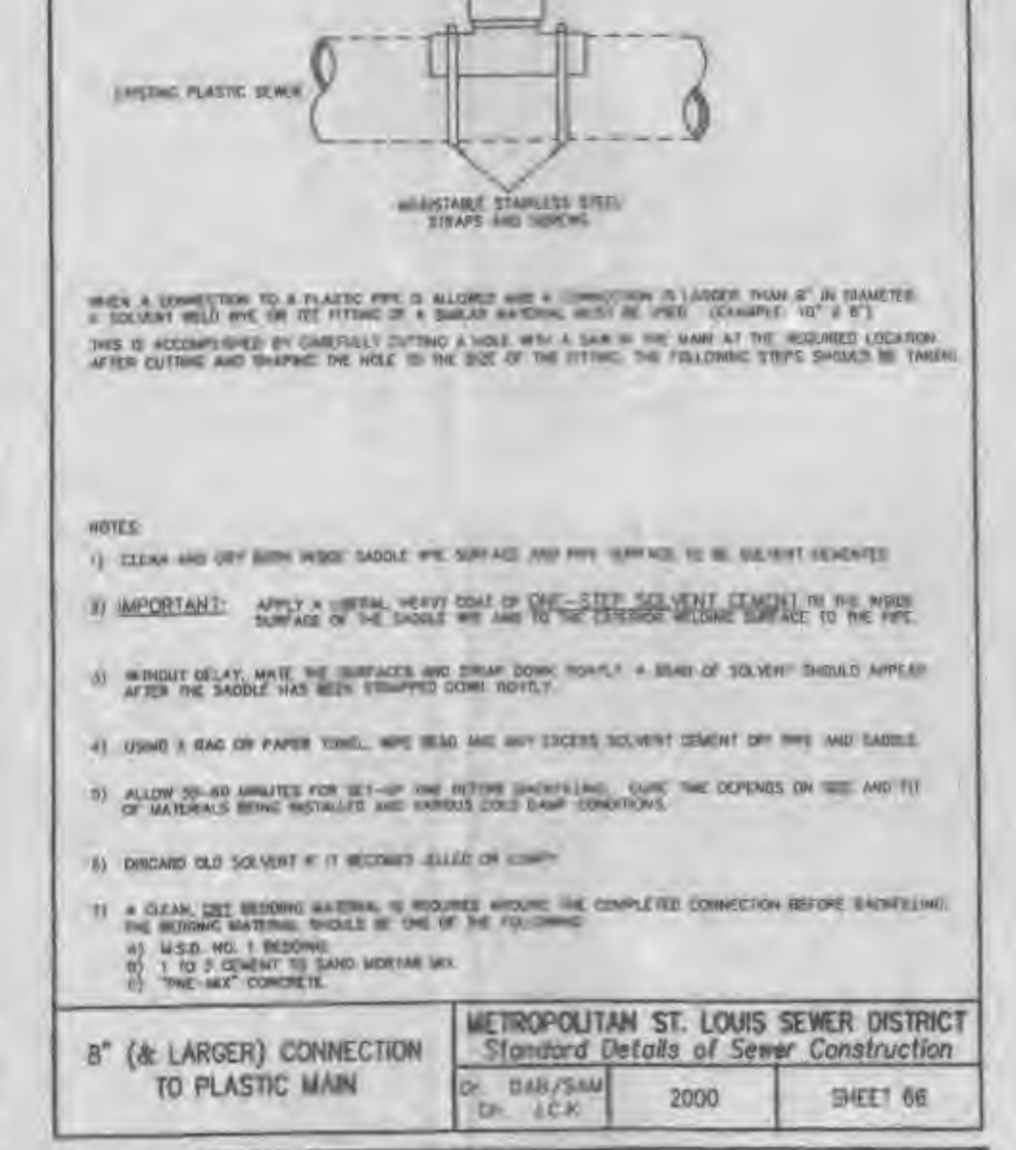 EXISTING PLASTIC SEWER
ADJUSTABLE STAINLESS STEEL
STRAPS AND SCREWS
WHEN A CONNECTION TO A PLASTIC PIPE IS ALLOWED AND A CONNECTION IS LARGER THAN 6" IN DIAMETER
A SOLVENT WELD WYE OR TEE FITTING OF A SIMILAR MATERIAL MUST BE USED (EXAMPLE: 10" X 8")
THIS IS ACCOMPLISHED BY CAREFULLY CUTTING A HOLE WITH A SAW IN THE MAIN AT THE REQUIRED LOCATION.
AFTER CUTTING AND SHAPING THE HOLE TO THE SIZE OF THE FITTING, THE FOLLOWING STEPS SHOULD BE TAKEN:
NOTES:
1) CLEAN AND DRY BOTH INSIDE SADDLE WYE SURFACE AND PIPE SURFACE TO BE SOLVENT CEMENTED
2) IMPORTANT: APPLY A LIBERAL, HEAVY COAT OF ONE-STEP SOLVENT CEMENT TO THE INSIDE
SURFACE OF THE SADDLE WYE AND TO THE EXTERIOR WELDING SURFACE TO THE PIPE.
3) WITHOUT DELAY, MATE THE SURFACES AND STRAP DOWN TIGHTLY. A BEAD OF SOLVENT SHOULD APPEAR
AFTER THE SADDLE HAS BEEN STRAPPED DOWN TIGHTLY.
4) USING A RAG OR PAPER TOWEL, WIPE BEAD AND ANY EXCESS SOLVENT CEMENT OFF PIPE AND SADDLE.
5) ALLOW 30-60 MINUTES FOR SET-UP TIME BEFORE BACKFILLING. CURE TIME DEPENDS ON SIZE AND FIT
OF MATERIALS BEING INSTALLED AND VARIOUS COLD DAMP CONDITIONS.
6) DISCARD OLD SOLVENT IF IT BECOMES JELLED OR LUMPY
7) A CLEAN, DRY BEDDING MATERIAL IS REQUIRED AROUND THE COMPLETED CONNECTION BEFORE BACKFILLING.
THE BEDDING MATERIAL SHOULD BE ONE OF THE FOLLOWING
A) M.S.D. NO. 1 BEDDING
B) 1 TO CEMENT TO SAND MORTAR MIX
C) "PRE-MIX" CONCRETE
8" (& LARGER) CONNECTION
TO PLASTIC MAIN
METROPOLITAN ST. LOUIS SEWER DISTRICT
Standard Details of Sewer Construction
Dr. DAB/SAM
J.C.K.
2000
SHEET 66